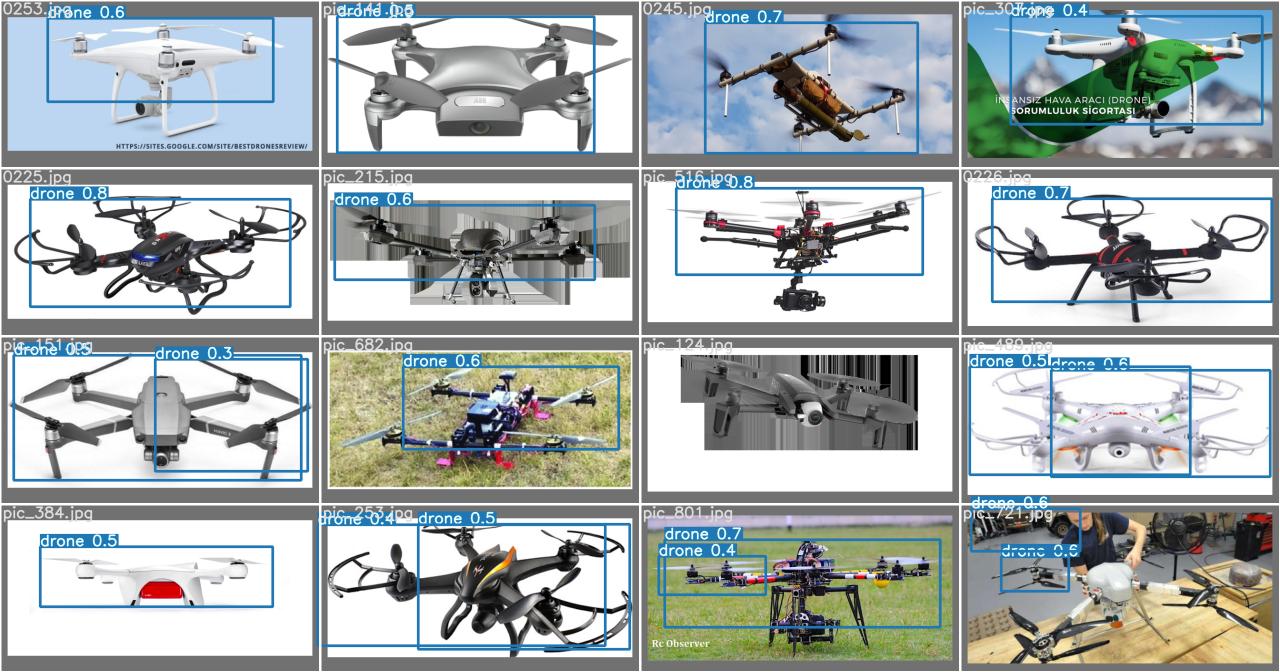 0253.jpg
drone 0.6
HTTPS://SITES.GOOGLE.COM/SITE/BESTDRONESREVIEW/
pic_141.jpg
drone 0.5
0245.jpg
drone 0.7
pic_307.jpg
drone 0.4
İNSANSIZ HAVA ARACI (DRONE)
SORUMLULUK SİGORTASI
0225.jpg
drone 0.8
pic_215.jpg
drone 0.6
pic_516.jpg
drone 0.8
0226.jpg
drone 0.7
pic_151.jpg
drone 0.5
drone 0.3
pic_682.jpg
drone 0.6
pic_124.jpg
pic_489.jpg
drone 0.5
drone 0.6
pic_384.jpg
drone 0.5
pic_253.jpg
drone 0.4
drone 0.5
pic_801.jpg
drone 0.7
drone 0.4
Rc Observer
drone 0.6
pic_721.jpg
drone 0.6